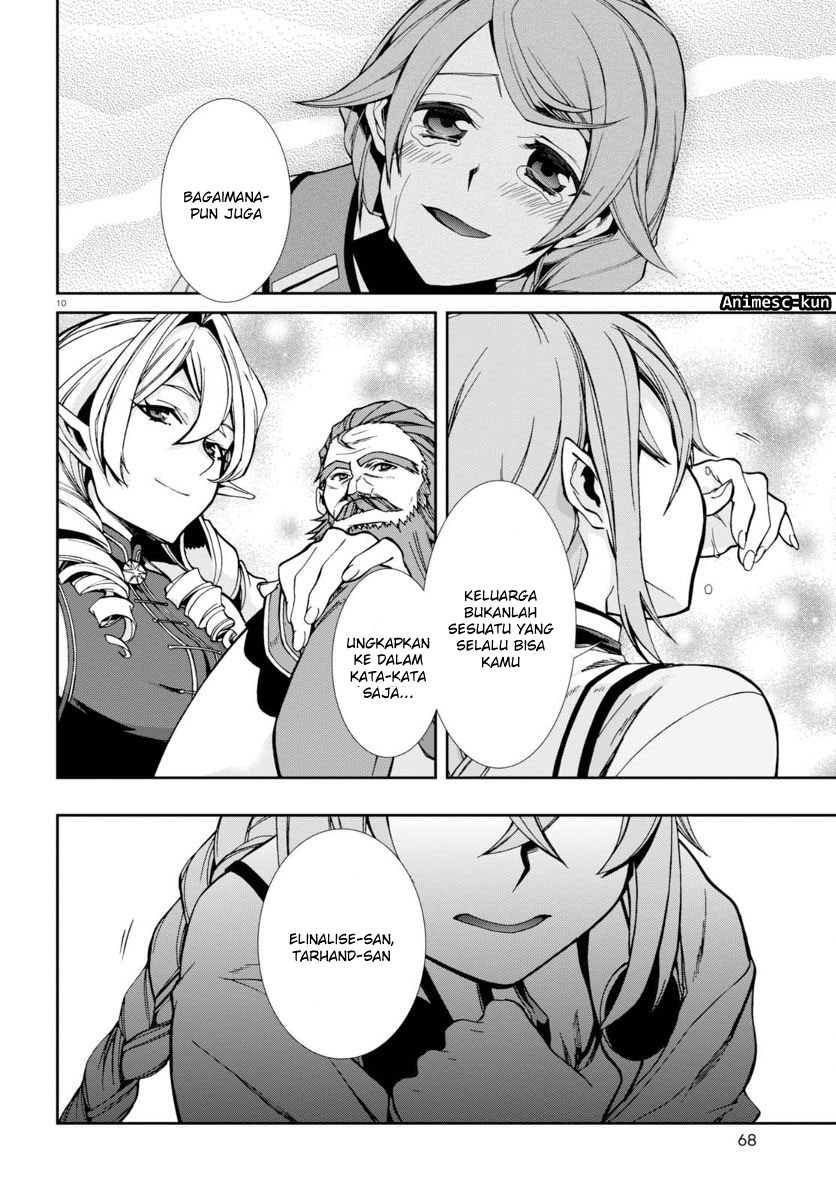 BAGAIMANA-
PUN JUGA
10
Animesc-kun
KELUARGA
BUKANLAH
SESUATU YANG
SELALU BISA
KAMU
UNGKAPKAN
KE DALAM
KATA-KATA
SAJA...
ELINALISE-SAN,
TARHAND-SAN
68